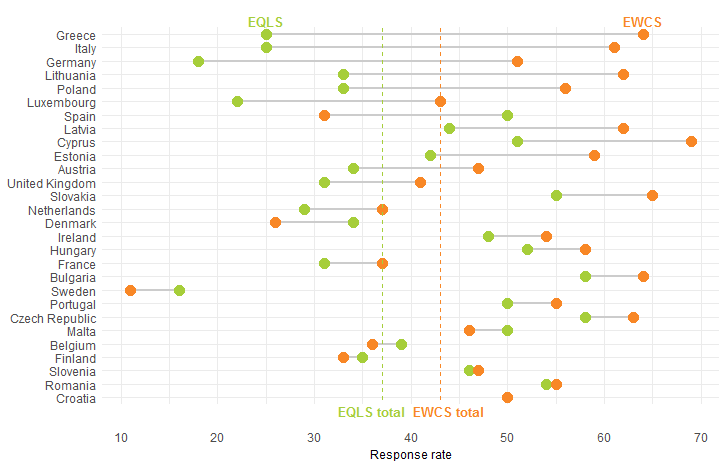 EQLS EWCS
Greece
Italy
Germany
Lithuania
Poland
Luxembourg
Spain
Latvia
Cyprus
Estonia
Austria
United Kingdom
Slovakia
Netherlands
Denmark
Ireland
Hungary
France
Bulgaria
Sweden
Portugal
Czech Republic
Malta
Belgium
Finland
Slovenia
Romania
Croatia
EQLS total EWCS total
10 20 30 40 50 60 70
Response rate